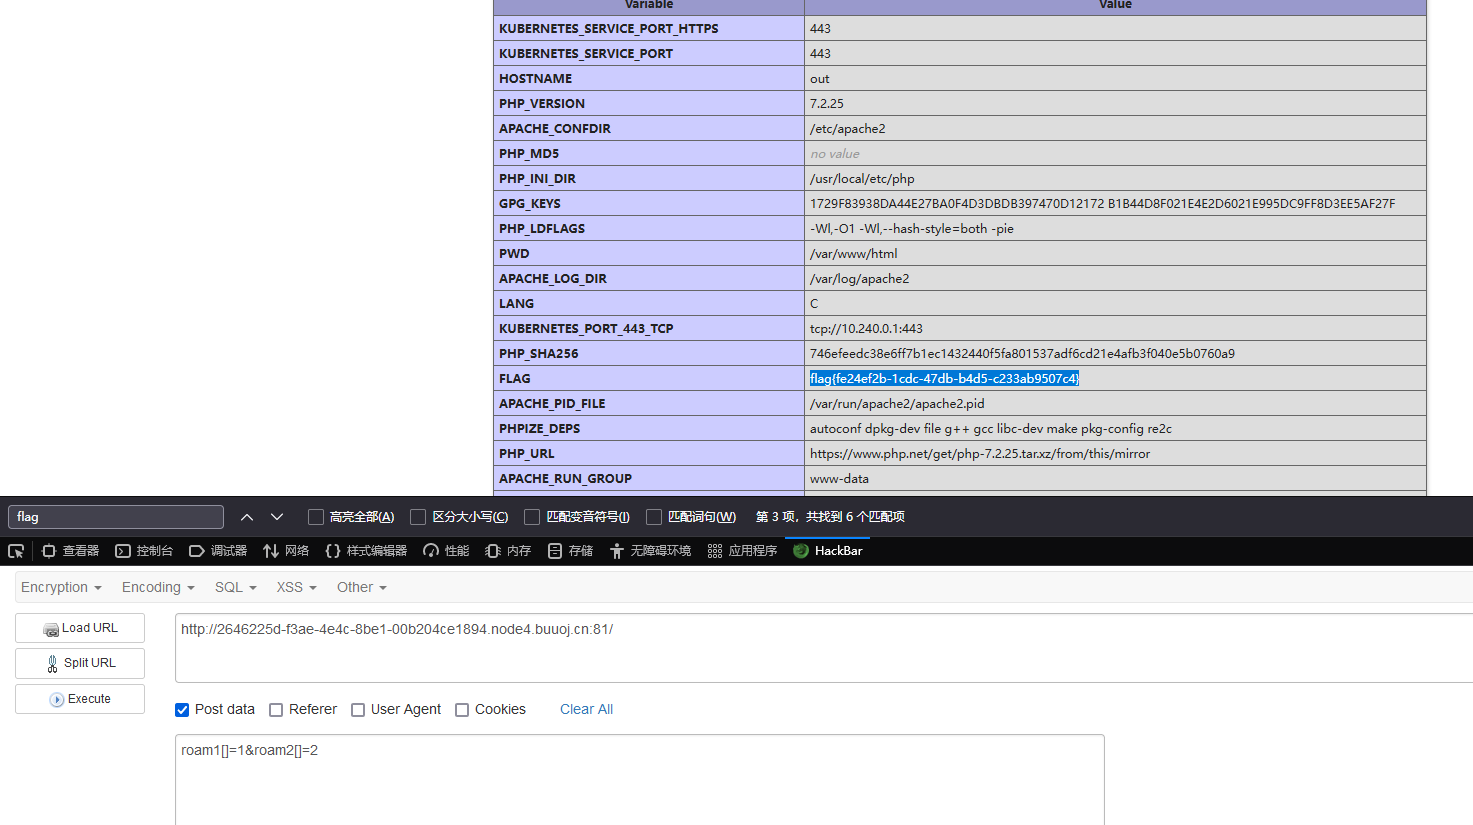 Variable Value
KUBERNETES_SERVICE_PORT_HTTPS 443
KUBERNETES_SERVICE_PORT 443
HOSTNAME out
PHP_VERSION 7.2.25
APACHE_CONFDIR /etc/apache2
PHP_MD5 no value
PHP_INI_DIR /usr/local/etc/php
GPG_KEYS 1729F83938DA44E27BA0F4D3DBDB397470D12172 B1B44D8F021E4E2D6021E995DC9FF8D3EE5AF27F
PHP_LDFLAGS -Wl,-O1 -Wl,--hash-style=both -pie
PWD /var/www/html
APACHE_LOG_DIR /var/log/apache2
LANG C
KUBERNETES_PORT_443_TCP tcp://10.240.0.1:443
PHP_SHA256 746efeedc38e6ff7b1ec1432440f5fa801537adf6cd21e4afb3f040e5b0760a9
FLAG flag{fe24ef2b-1cdc-47db-b4d5-c233ab9507c4}
APACHE_PID_FILE /var/run/apache2/apache2.pid
PHPIZE_DEPS autoconf dpkg-dev file g++ gcc libc-dev make pkg-config re2c
PHP_URL https://www.php.net/get/php-7.2.25.tar.xz/from/this/mirror
APACHE_RUN_GROUP www-data
flag 高亮全部(A) 区分大小写(C) 匹配变音符号(I) 匹配词句(W) 第 3 项，共找到 6 个匹配项
查看器 控制台 调试器 网络 样式编辑器 性能 内存 存储 无障碍环境 应用程序 HackBar
Encryption Encoding SQL XSS Other
Load URL http://2646225d-f3ae-4e4c-8be1-00b204ce1894.node4.buuoj.cn:81/
Split URL
Execute
Post data Referer User Agent Cookies Clear All
roam1[]=1&roam2[]=2